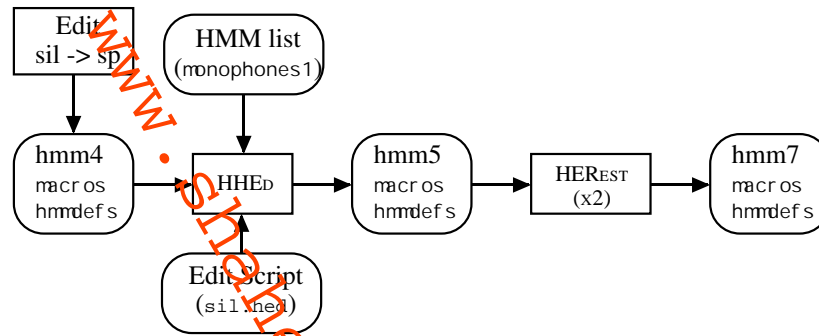 Edit
sil -> sp
HMM list
(monophones1)
hmm4
macros
hmmdefs
HHED
hmm5
macros
hmmdefs
HEREST
(x2)
hmm7
macros
hmmdefs
Edit Script
(sil.hed)
www.shahe